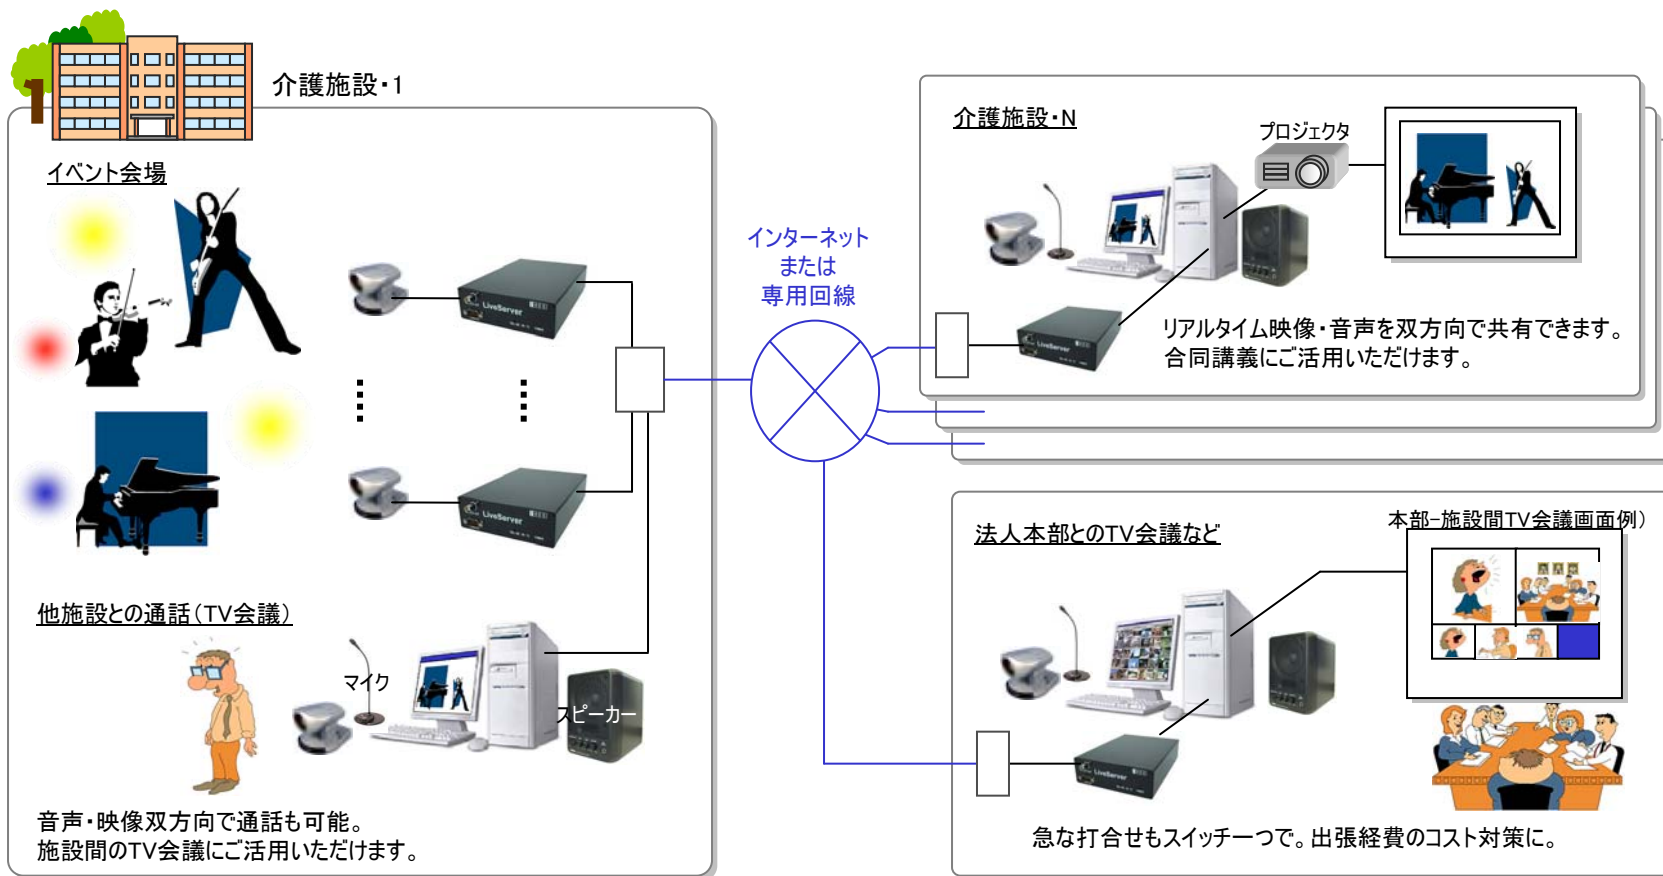 介護施設・1
イベント会場
LiveServer
LiveServer
他施設との通話（TV会議）
マイク
スピーカー
音声・映像双方向で通話も可能。
施設間のTV会議にご活用いただけます。
インターネット
または
専用回線
介護施設・N
プロジェクタ
LiveServer
リアルタイム映像・音声を双方向で共有できます。
合同講義にご活用いただけます。
法人本部とのTV会議など
本部-施設間TV会議画面例）
LiveServer
急な打合せもスイッチ一つで。出張経費のコスト対策に。